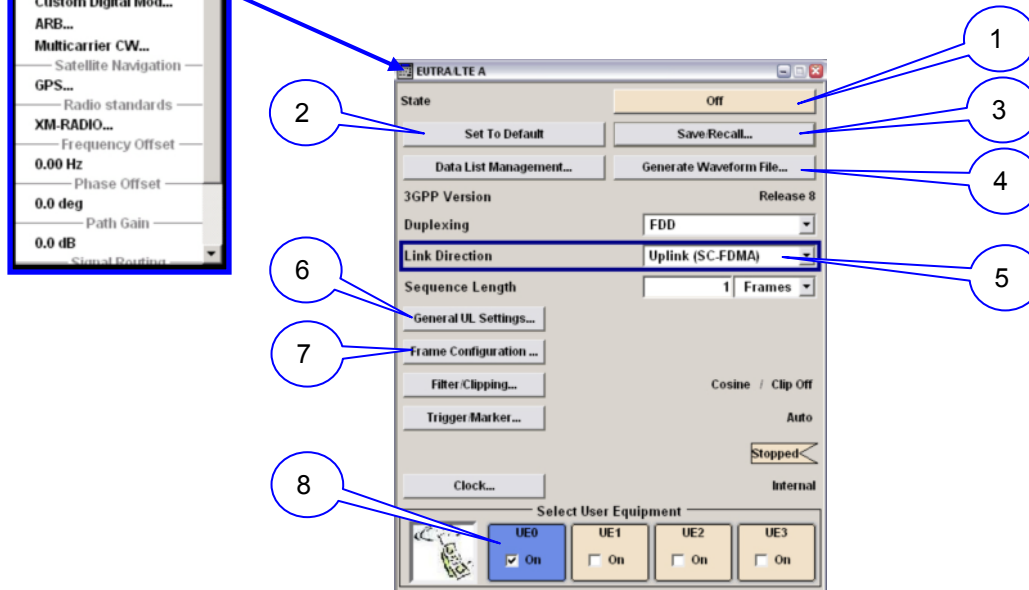 Custom Digital Mod...
ARB...
Multicarrier CW...
Satellite Navigation
GPS...
Radio standards
XM-RADIO...
Frequency Offset
0.00 Hz
Phase Offset
0.0 deg
Path Gain
0.0 dB
Signal Routing
EUTRA/LTE A
State Off
Set To Default Save/Recall...
Data List Management... Generate Waveform File...
3GPP Version Release 8
Duplexing FDD
Link Direction Uplink (SC-FDMA)
Sequence Length 1 Frames
General UL Settings...
Frame Configuration ...
Filter/Clipping... Cosine / Clip Off
Trigger/Marker... Auto
Stopped
Clock... Internal
Select User Equipment
UE0 UE1 UE2 UE3
On On On On
1
2
3
4
5
6
7
8